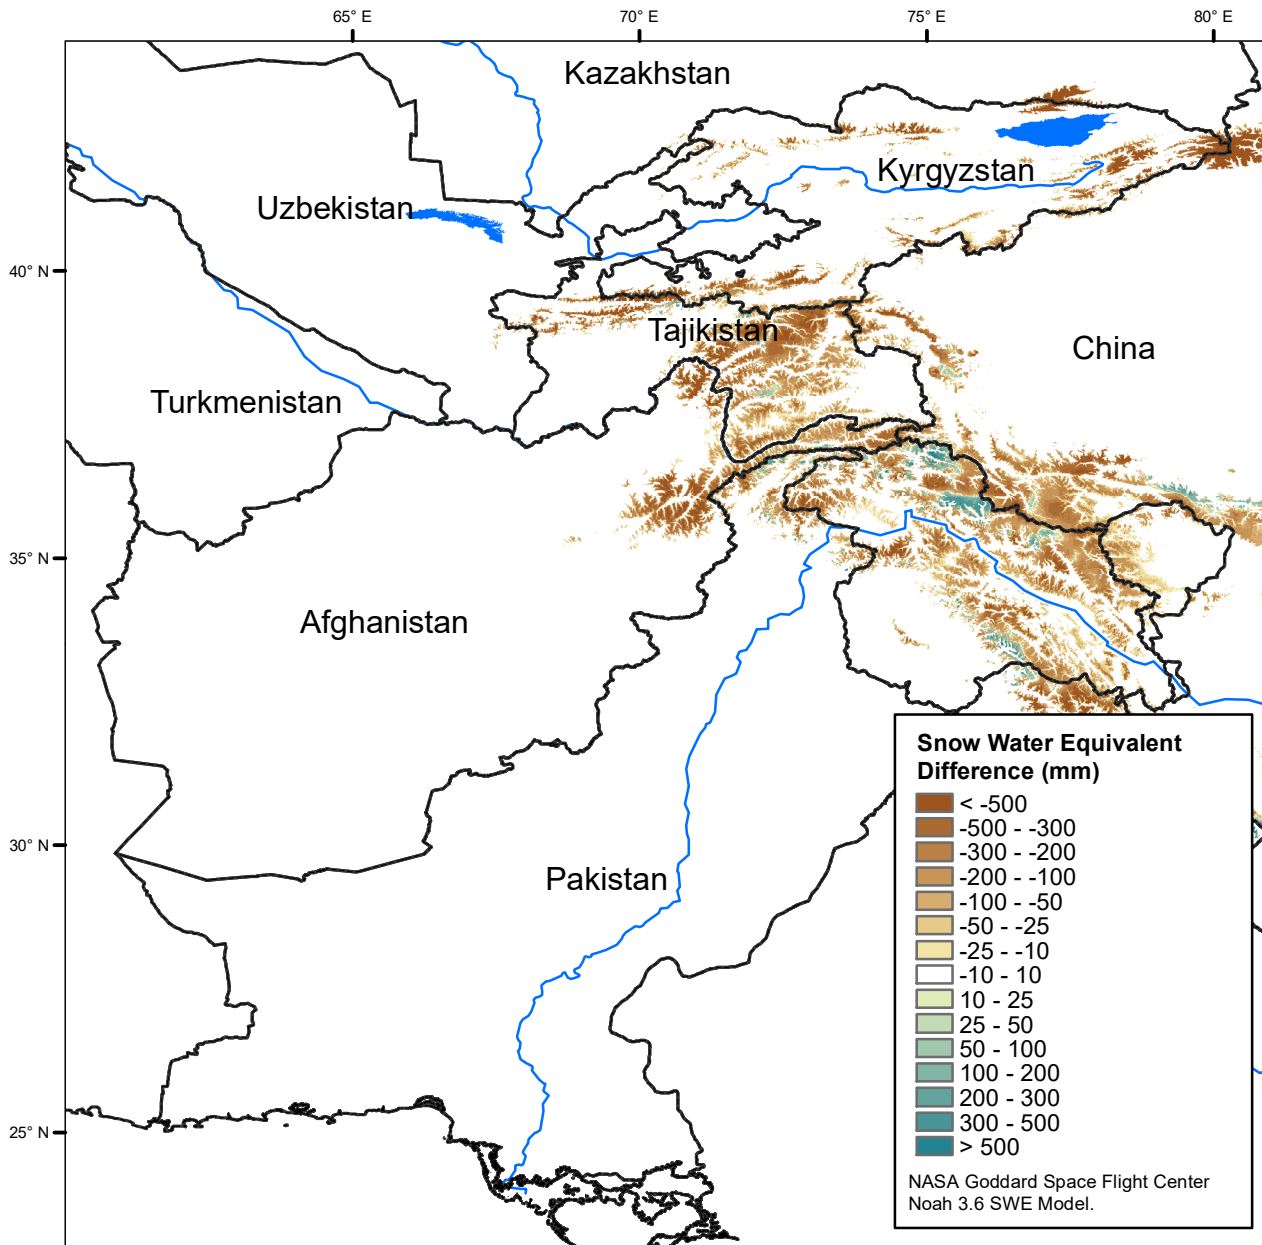 65° E
70° E
75° E
80° E
Kazakhstan
Kyrgyzstan
Uzbekistan
40° N
Tajikistan
China
Turkmenistan
35° N
Afghanistan
30° N
Pakistan
25° N
Snow Water Equivalent
Difference (mm)
< -500
-500 - -300
-300 - -200
-200 - -100
-100 - -50
-50 - -25
-25 - -10
-10 - 10
10 - 25
25 - 50
50 - 100
100 - 200
200 - 300
300 - 500
> 500
NASA Goddard Space Flight Center
Noah 3.6 SWE Model.